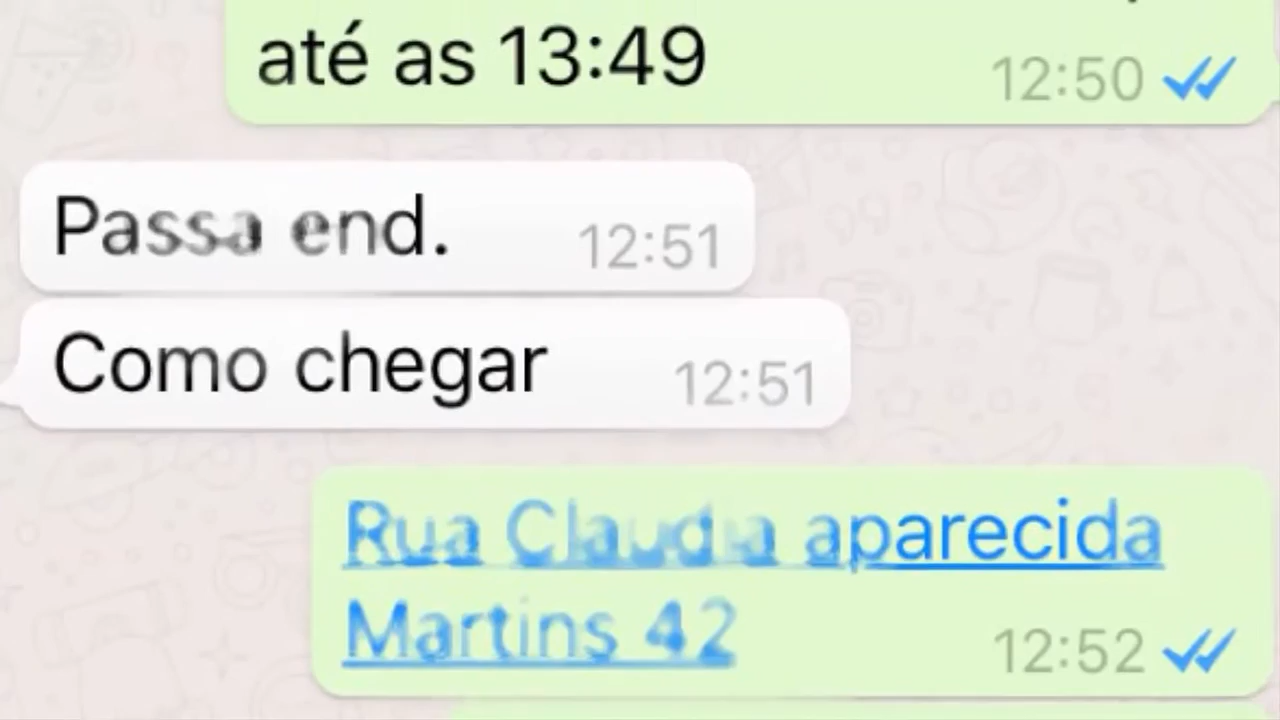 até as 13:49
12:50
Passa end.
12:51
Como chegar
12:51
Rua Claudia aparecida
Martins 42
12:52